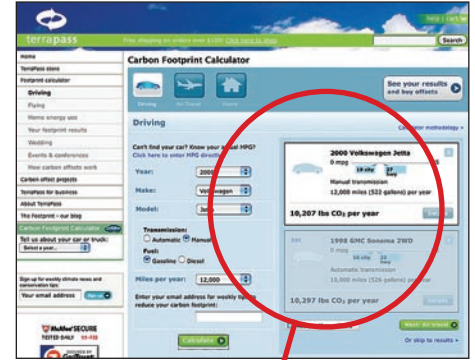 help | cart
terrapass
Free shipping on orders over $100! Click here to shop
Search
Home
TerraPass store
Footprint calculator
Driving
Flying
Home energy use
Your footprint results
Wedding
Events & conferences
How carbon offsets work
Carbon offset projects
TerraPass for business
About TerraPass
The Footprint - our blog
Carbon Footprint Calculator
Tell us about your car or truck:
Select a year...
Sign up for weekly climate news and conservation tips:
Your email address
Sign up
McAfee SECURE
TESTED DAILY
Carbon Footprint Calculator
Driving
Air Travel
Home
See your results
and buy offsets
Driving
Calculator methodology
Can't find your car? Know your actual MPG?
Click here to enter MPG directly
Year:
2000
Make:
Volkswagen
Model:
Jetta
Transmission:
Automatic
Manual
Fuel:
Gasoline
Diesel
Miles per year:
12,000
Enter your email address for weekly tips to
reduce your carbon footprint:
Calculate
2000 Volkswagen Jetta
0 mpg
Manual transmission
12,000 miles (522 gallons) per year
10,207 lbs CO₂ per year
1998 GMC Sonoma 2WD
0 mpg
Automatic transmission
12,000 miles (526 gallons) per year
10,297 lbs CO₂ per year
Next: Air travel
Or skip to results